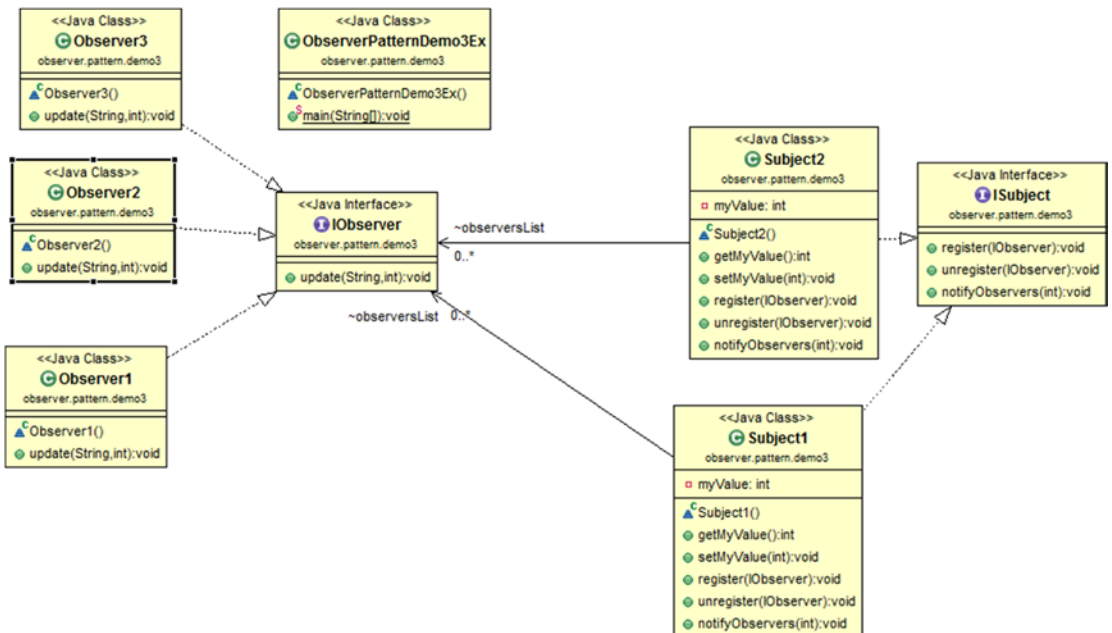 <<Java Class>>
Observer3
observer.pattern.demo3
Observer3()
update(String,int):void
<<Java Class>>
ObserverPatternDemo3Ex
observer.pattern.demo3
ObserverPatternDemo3Ex()
main(String[]):void
<<Java Class>>
Observer2
observer.pattern.demo3
Observer2()
update(String,int):void
<<Java Interface>>
IObserver
observer.pattern.demo3
update(String,int):void
~observersList
0..*
~observersList
0..*
<<Java Class>>
Subject2
observer.pattern.demo3
myValue: int
Subject2()
getMyValue():int
setMyValue(int):void
register(IObserver):void
unregister(IObserver):void
notifyObservers(int):void
<<Java Interface>>
ISubject
observer.pattern.demo3
register(IObserver):void
unregister(IObserver):void
notifyObservers(int):void
<<Java Class>>
Observer1
observer.pattern.demo3
Observer1()
update(String,int):void
<<Java Class>>
Subject1
observer.pattern.demo3
myValue: int
Subject1()
getMyValue():int
setMyValue(int):void
register(IObserver):void
unregister(IObserver):void
notifyObservers(int):void